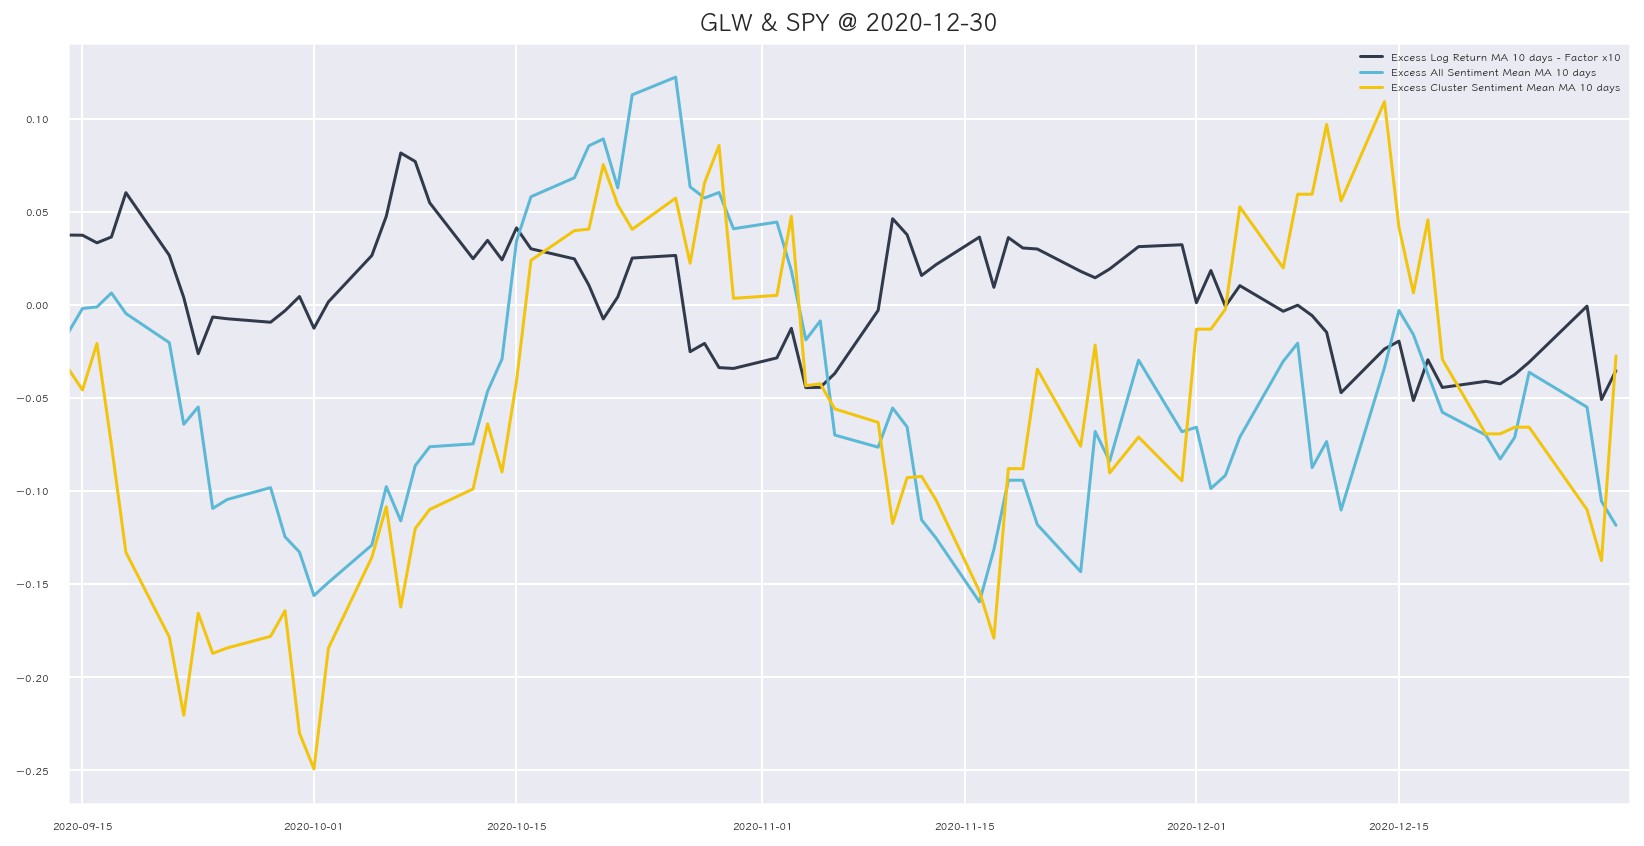 GLW & SPY @ 2020-12-30
Excess Log Return MA 10 days - Factor x10
Excess All Sentiment Mean MA 10 days
Excess Cluster Sentiment Mean MA 10 days
0.10
0.05
0.00
−0.05
−0.10
−0.15
−0.20
−0.25
2020-09-15 2020-10-01 2020-10-15 2020-11-01 2020-11-15 2020-12-01 2020-12-15